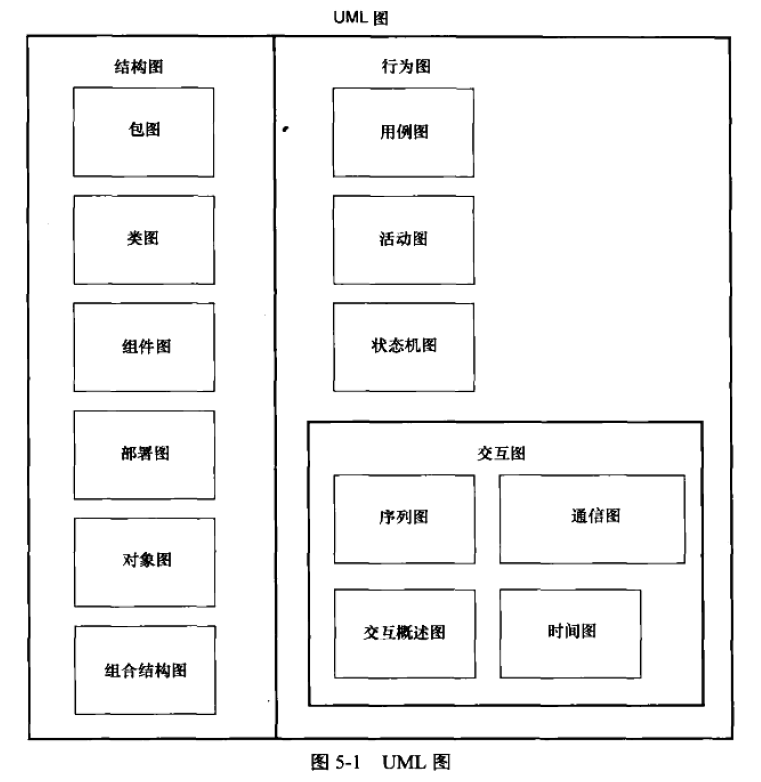 UML 图
结构图
包图
类图
组件图
部署图
对象图
组合结构图
行为图
用例图
活动图
状态机图
交互图
序列图
通信图
交互概述图
时间图
图 5-1 UML 图